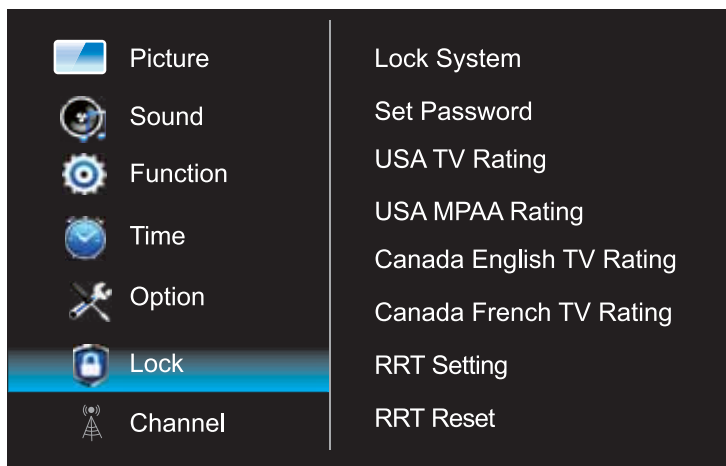 Picture
Sound
Function
Time
Option
Lock
Channel
Lock System
Set Password
USA TV Rating
USA MPAA Rating
Canada English TV Rating
Canada French TV Rating
RRT Setting
RRT Reset